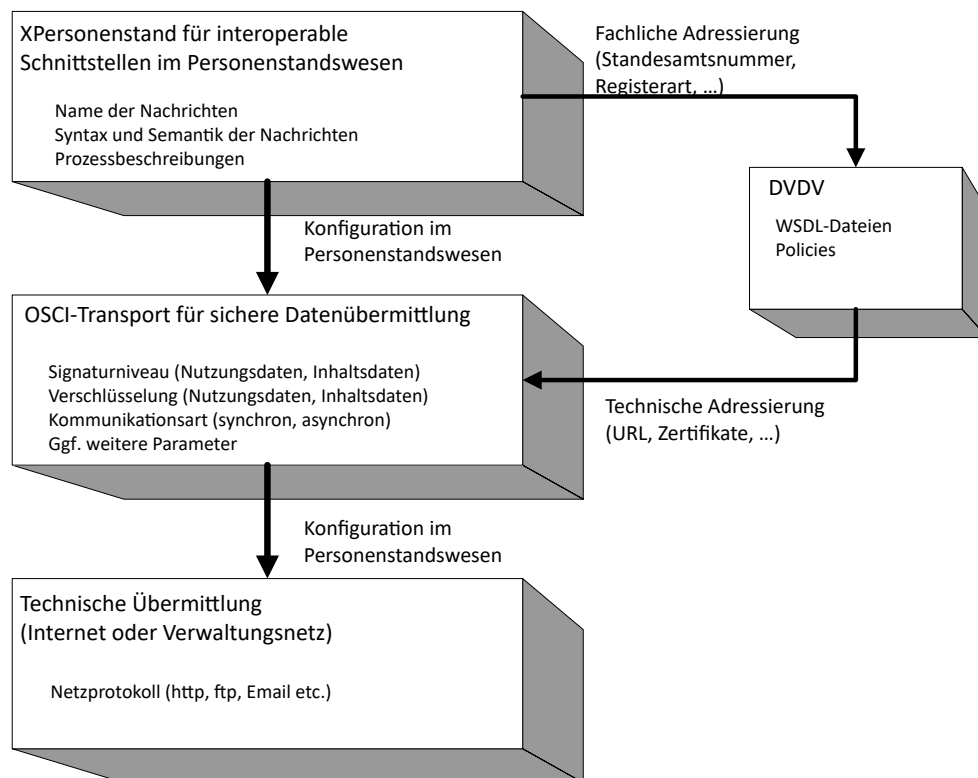 XPersonenstand für interoperable
Schnittstellen im Personenstandswesen
Name der Nachrichten
Syntax und Semantik der Nachrichten
Prozessbeschreibungen
Fachliche Adressierung
(Standesamtsnummer,
Registerart, ...)
DVDV
WSDL-Dateien
Policies
Konfiguration im
Personenstandswesen
OSCI-Transport für sichere Datenübermittlung
Signaturniveau (Nutzungsdaten, Inhaltsdaten)
Verschlüsselung (Nutzungsdaten, Inhaltsdaten)
Kommunikationsart (synchron, asynchron)
Ggf. weitere Parameter
Technische Adressierung
(URL, Zertifikate, ...)
Konfiguration im
Personenstandswesen
Technische Übermittlung
(Internet oder Verwaltungsnetz)
Netzprotokoll (http, ftp, Email etc.)